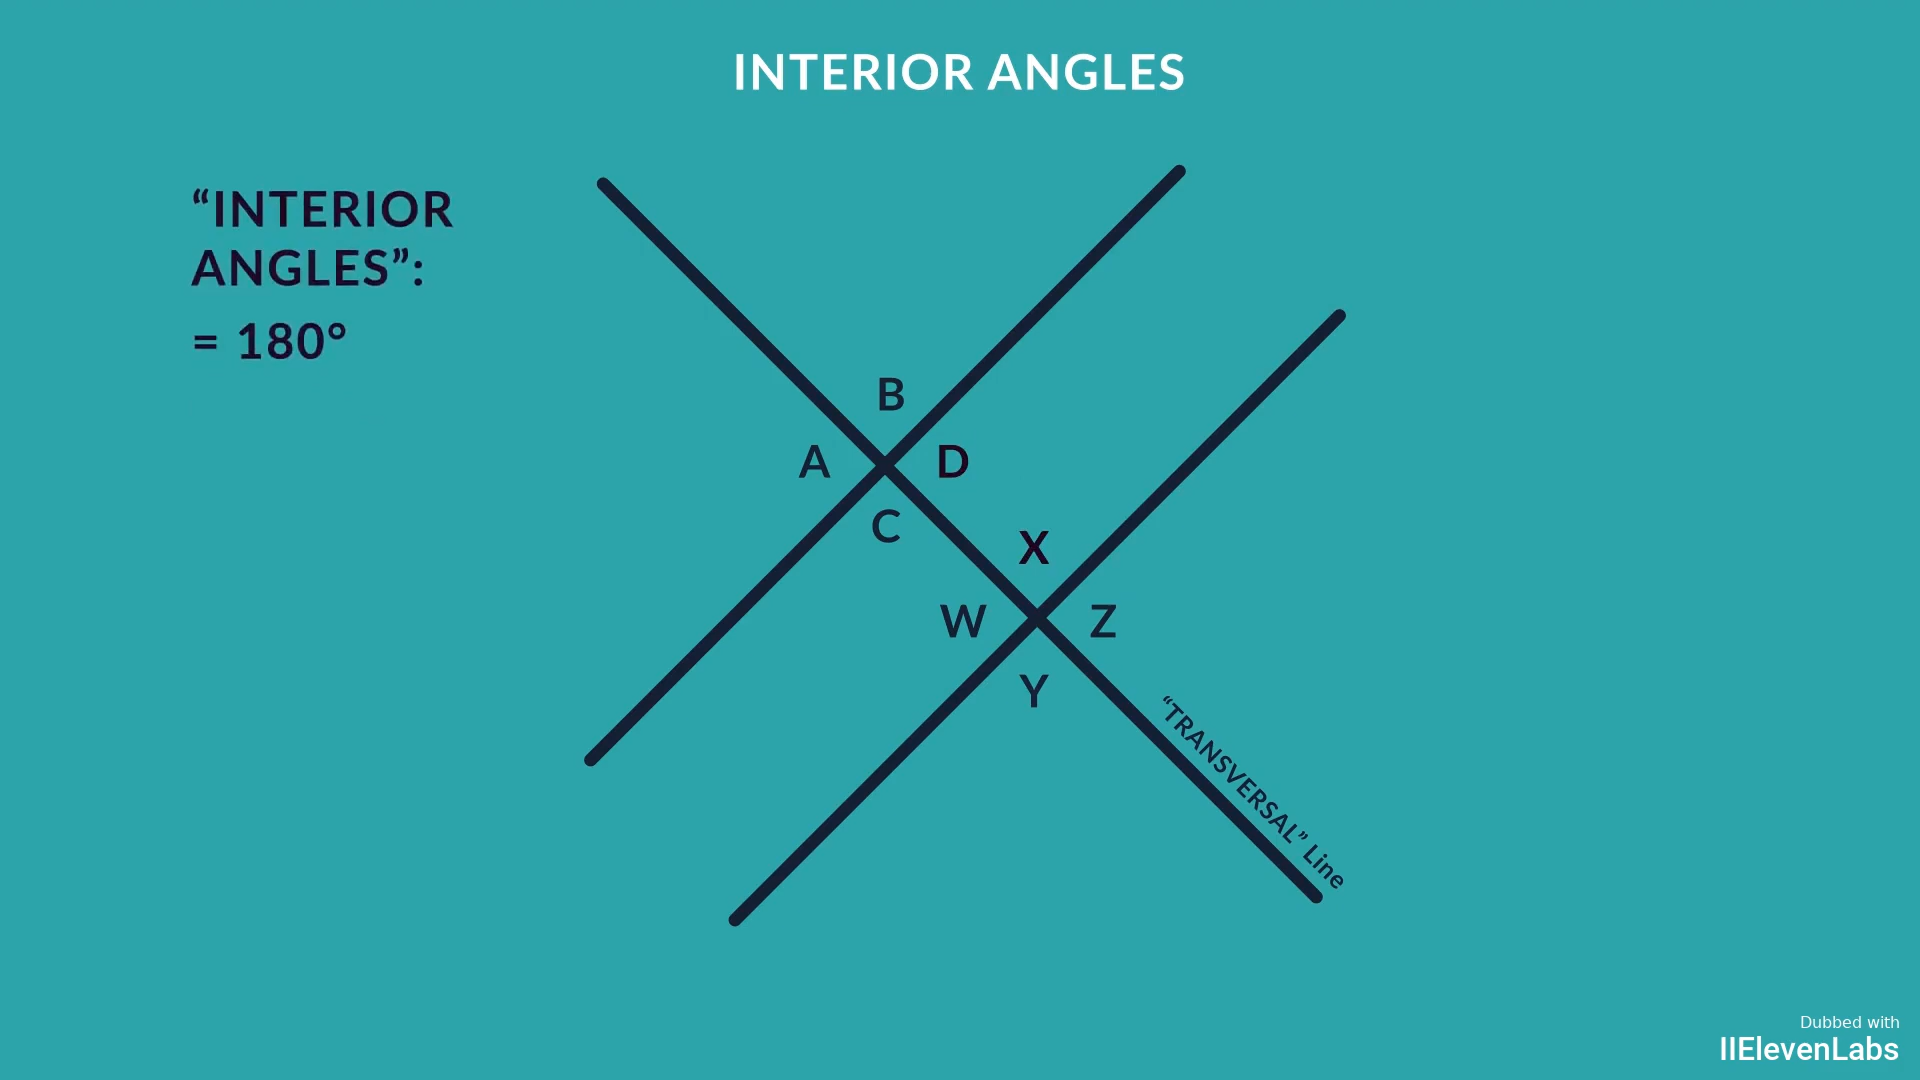 INTERIOR ANGLES
“INTERIOR
ANGLES”:
= 180°
B
A
D
C
X
W
Z
Y
“TRANSVERSAL” Line
Dubbed with
IIElevenLabs